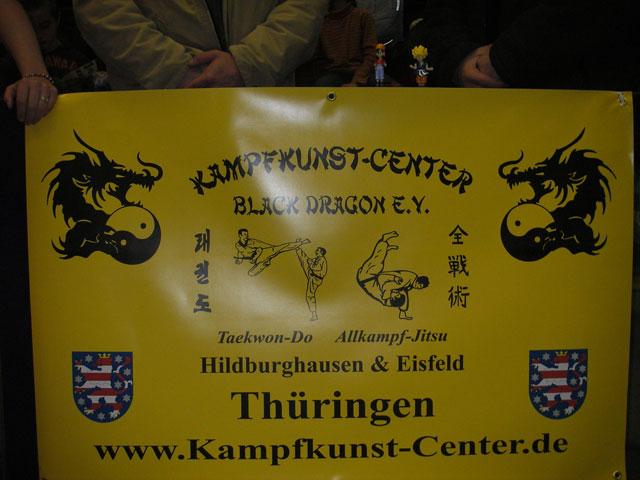 KAMPFKUNST-CENTER
BLACK DRAGON E.V.
태권도
全戦術
Taekwon-Do Allkampf-Jitsu
Hildburghausen & Eisfeld
Thüringen
www.Kampfkunst-Center.de